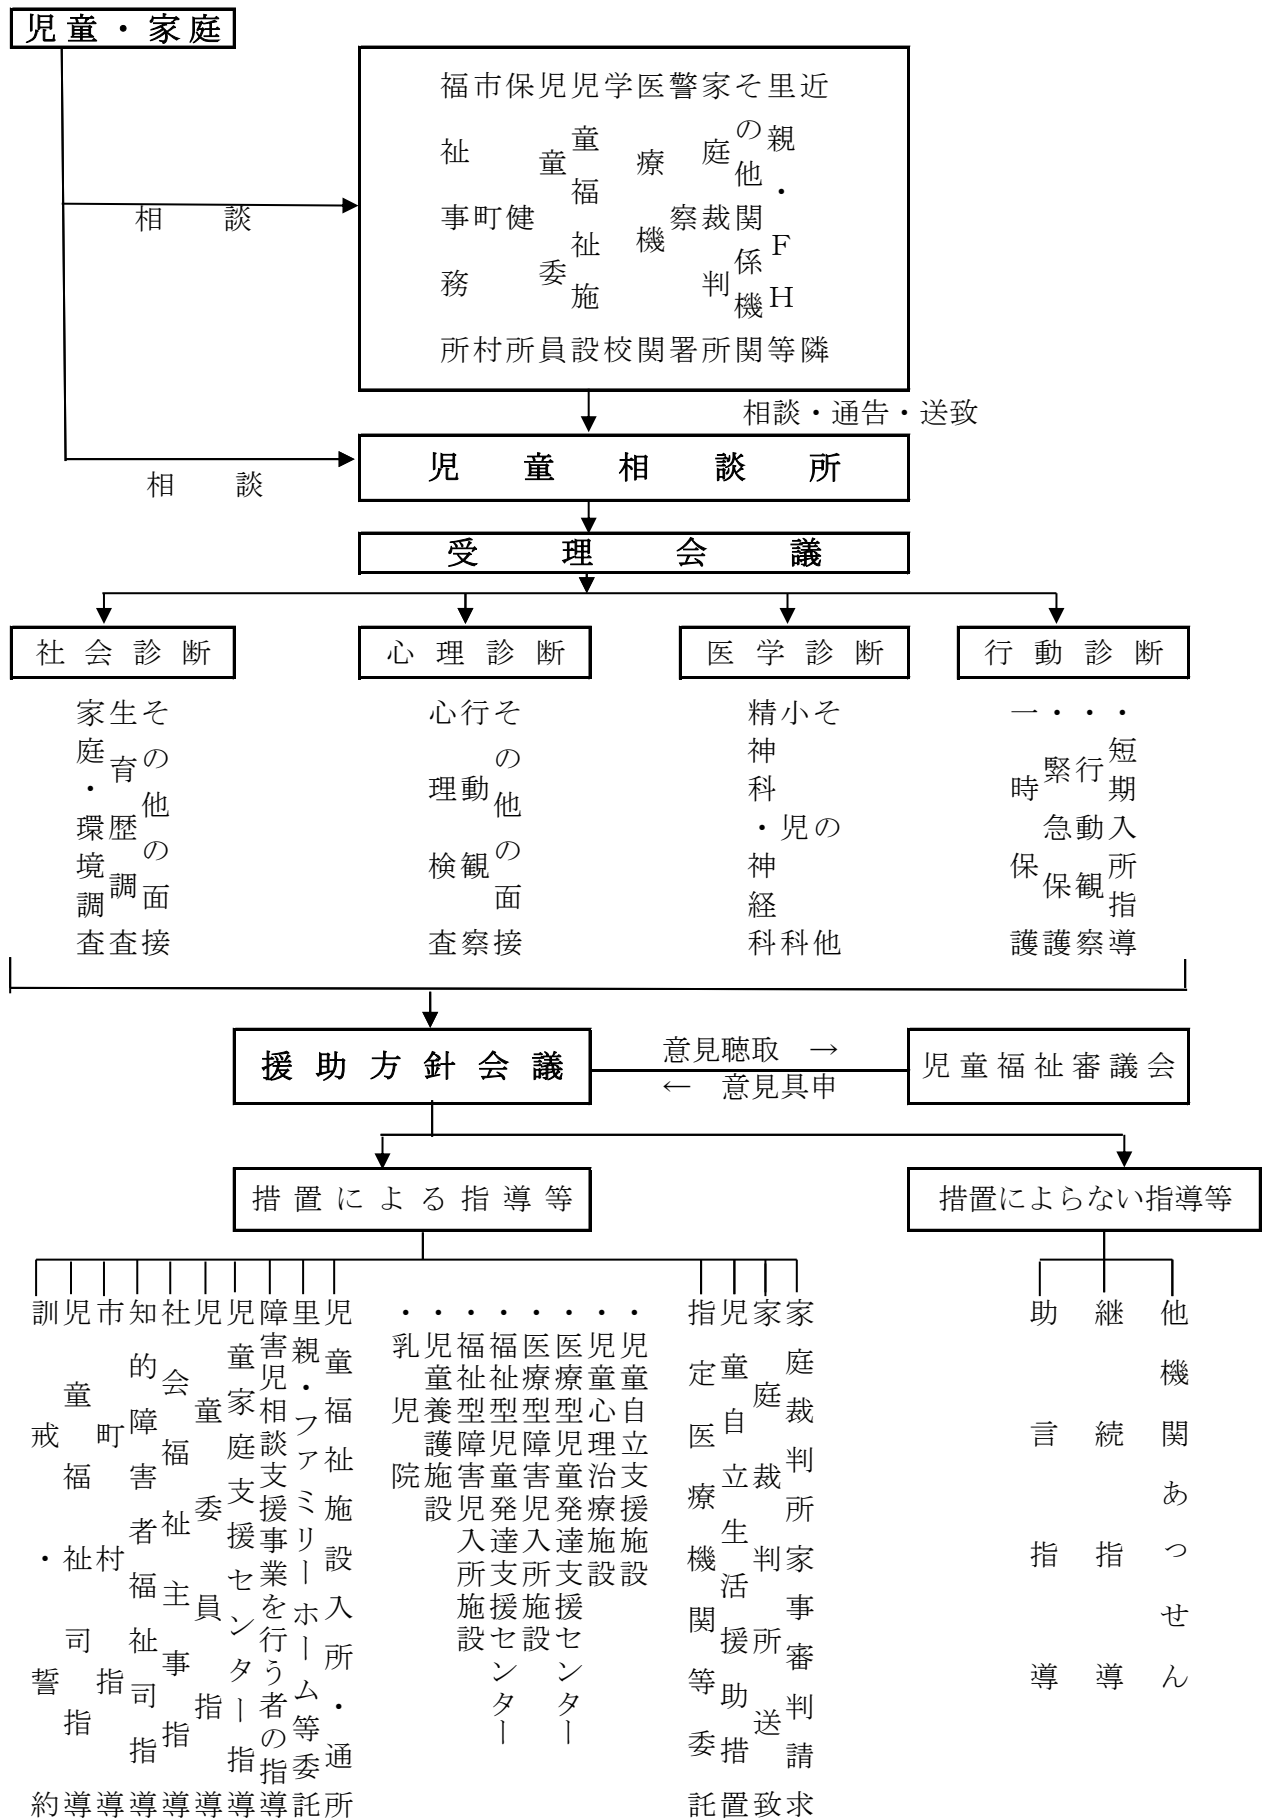 児童・家庭
福祉事務所
市町村
保健所
児童委員
児童福祉施設
学校
医療機関
警察署
家庭裁判所
その他関係機関
里親・FH等
近隣
相談
相談・通告・送致
児童相談所
相談
受理会議
社会診断
心理診断
医学診断
行動診断
家庭・環境調査
生育歴調査
その他の面接
心理検査
行動観察
その他の面接
精神科・神経科
小児科
その他
一時保護
・緊急保護
・行動観察
・短期入所指導
援助方針会議
意見聴取 →
← 意見具申
児童福祉審議会
措置による指導等
措置によらない指導等
訓戒・誓約
児童福祉司指導
市町村指導
知的障害者福祉司指導
社会福祉主事指導
児童委員指導
児童家庭支援センター指導
障害児相談支援事業を行う者の指導
里親・ファミリーホーム等委託
児童福祉施設入所・通所
・乳児院
・児童養護施設
・福祉型障害児入所施設
・福祉型児童発達支援センター
・医療型障害児入所施設
・医療型児童発達支援センター
・児童心理治療施設
・児童自立支援施設
指定医療機関等委託
児童自立生活援助措置
家庭裁判所送致
家庭裁判所家事審判請求
助言指導
継続指導
他機関あっせん